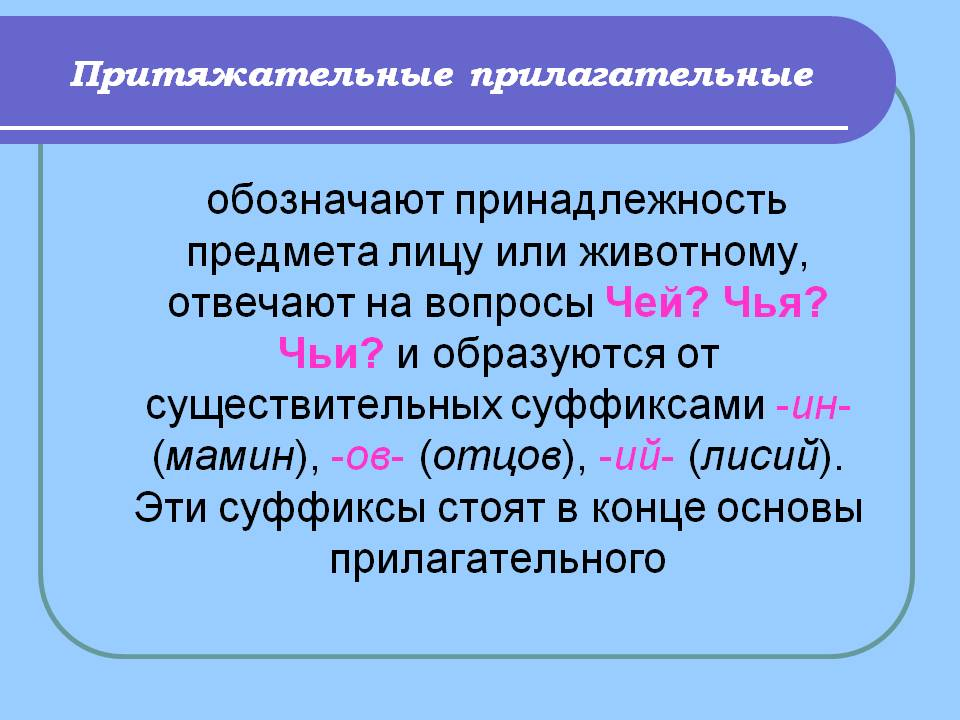 Притяжательные прилагательные
обозначают принадлежность
предмета лицу или животному,
отвечают на вопросы Чей? Чья?
Чьи? и образуются от
существительных суффиксами -ин-
(мамин), -ов- (отцов), -ий- (лисий).
Эти суффиксы стоят в конце основы
прилагательного